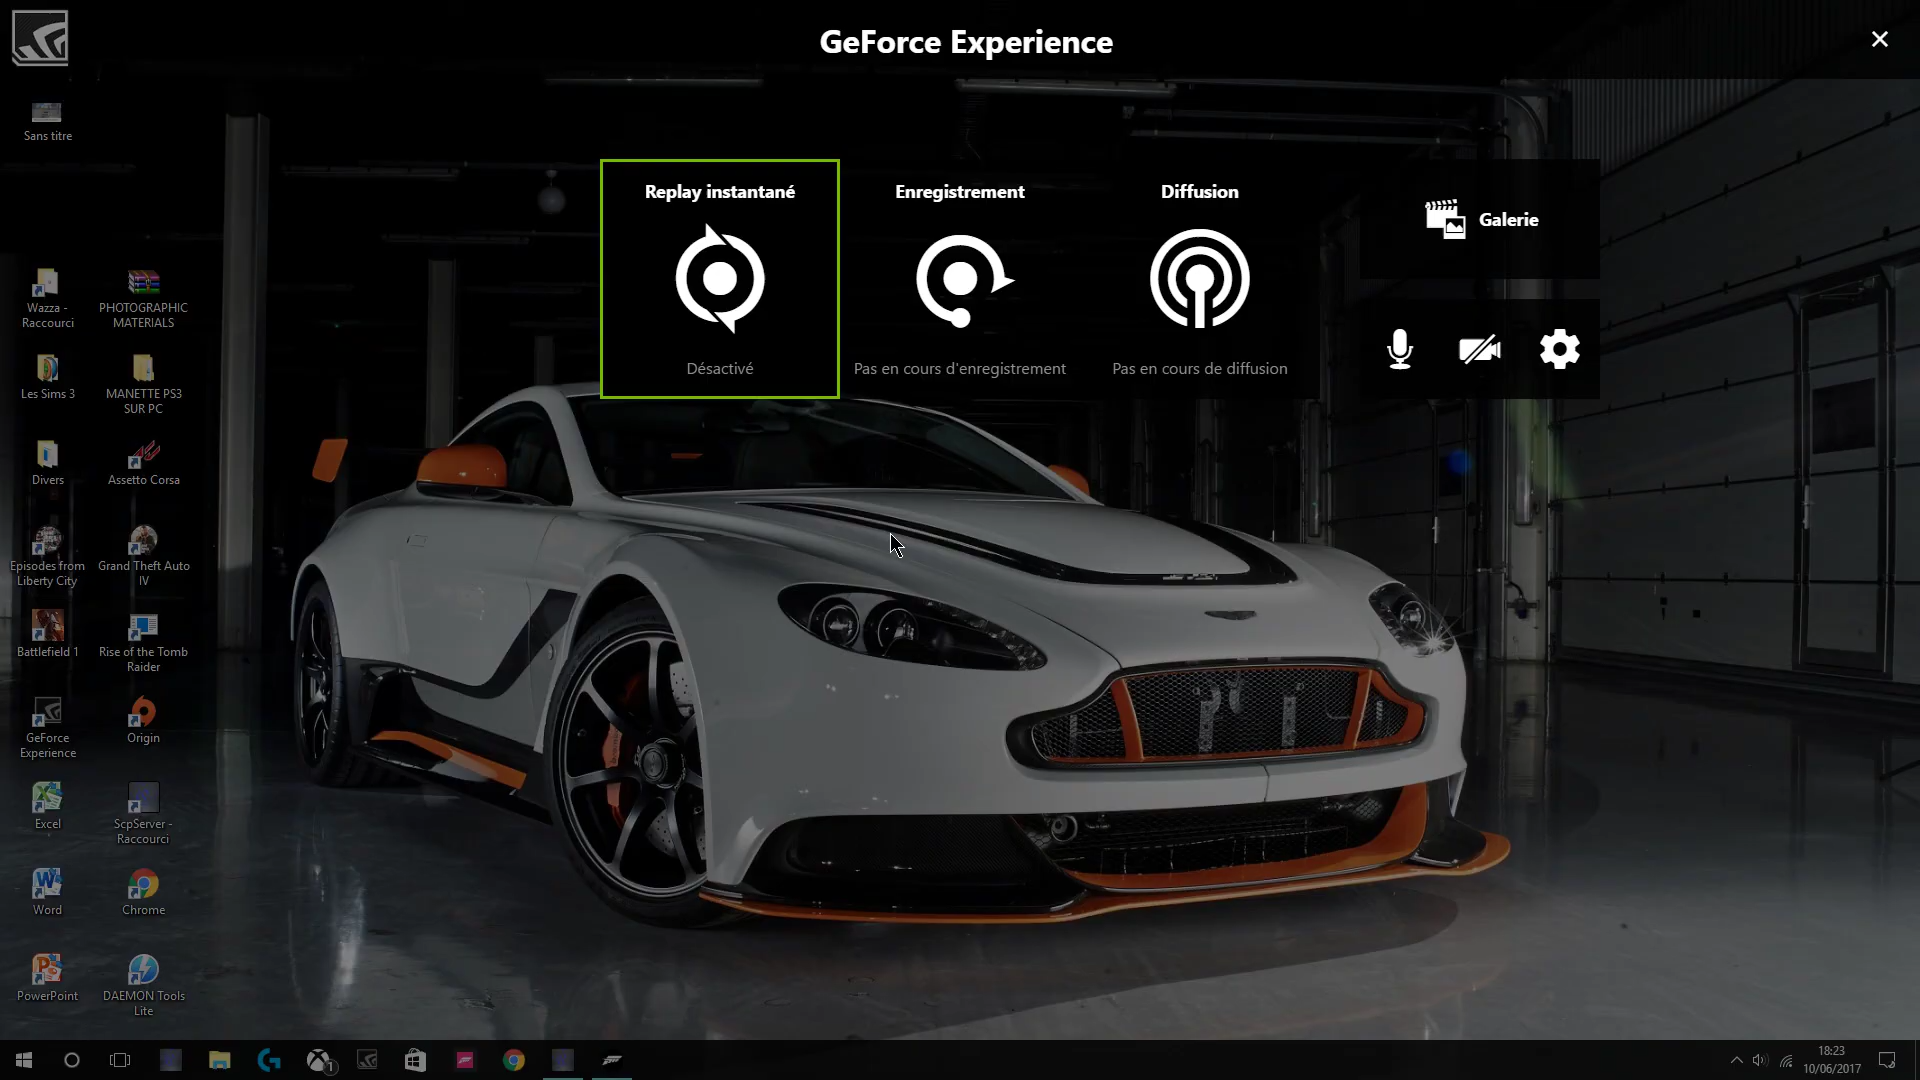 GeForce Experience
Sans titre
Replay instantané
Désactivé
Enregistrement
Pas en cours d'enregistrement
Diffusion
Pas en cours de diffusion
Galerie
Wazza -
Raccourci
PHOTOGRAPHIC
MATERIALS
Les Sims 3
MANETTE PS3
SUR PC
Divers
Assetto Corsa
Episodes from
Liberty City
Grand Theft Auto
IV
Battlefield 1
Rise of the Tomb
Raider
GeForce
Experience
Origin
Excel
ScpServer -
Raccourci
Word
Chrome
PowerPoint
DAEMON Tools
Lite
1
18:23
10/06/2017